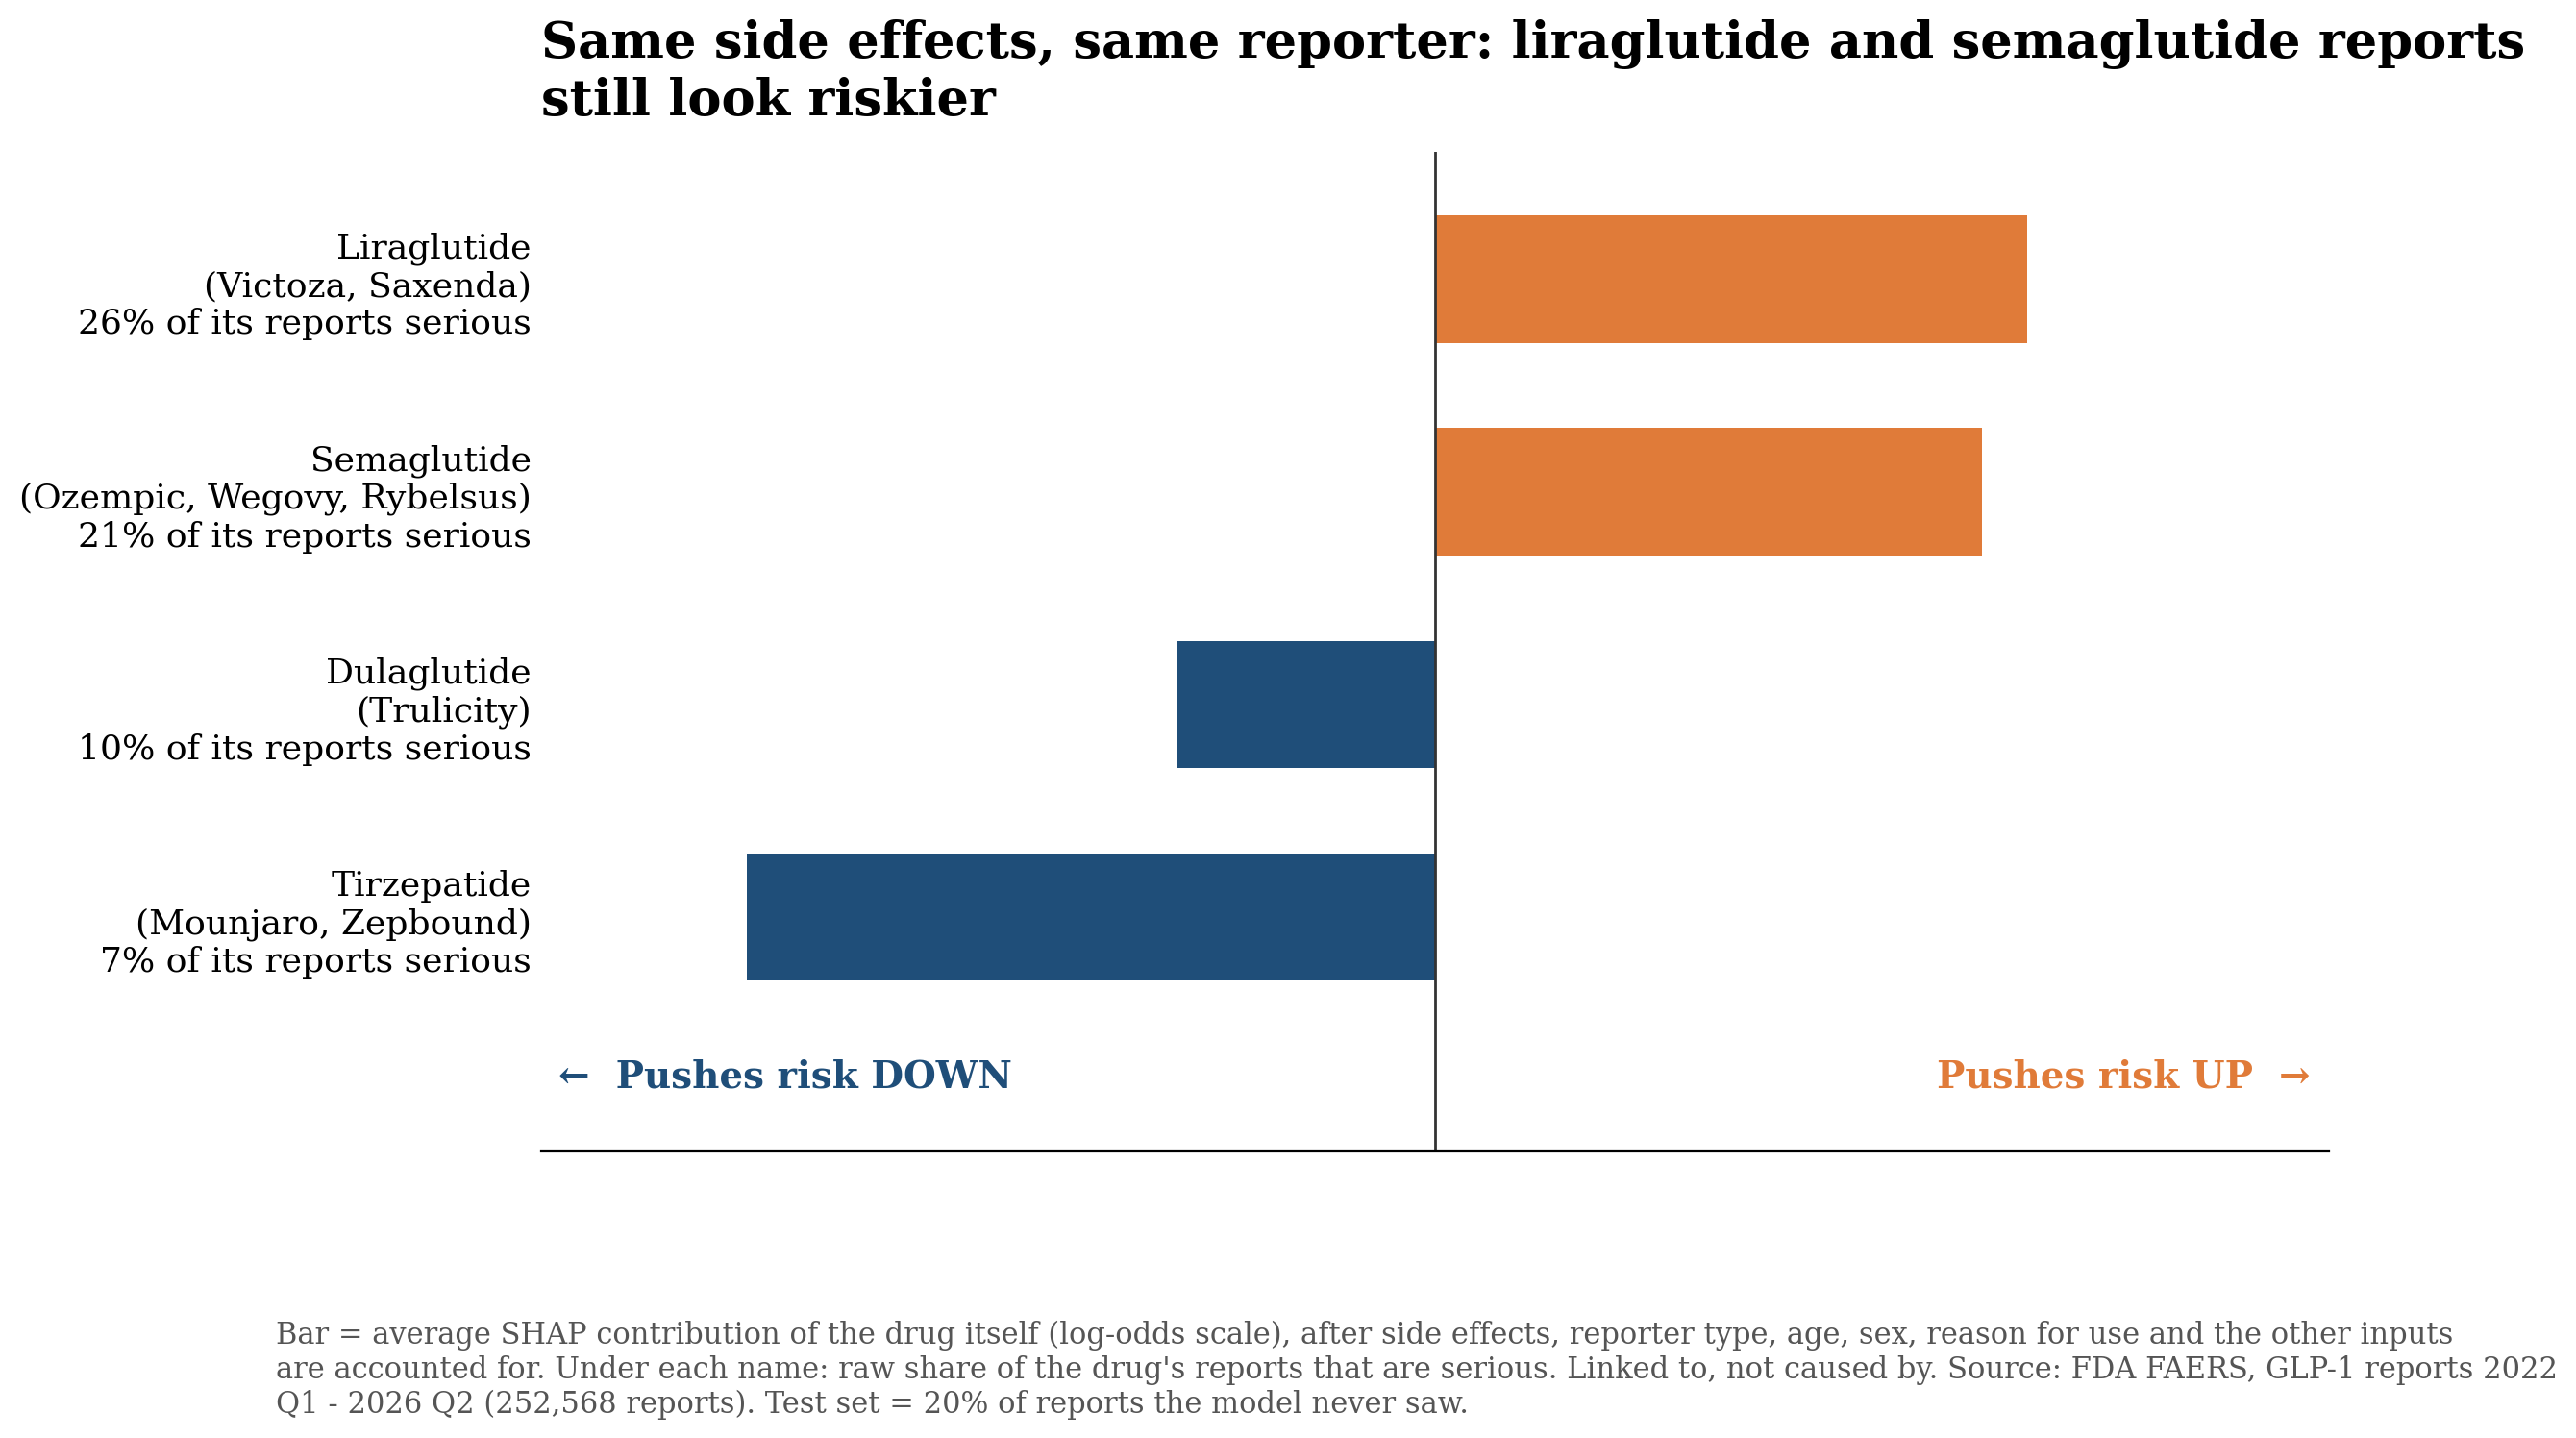 Same side effects, same reporter: liraglutide and semaglutide reports
still look riskier
Liraglutide
(Victoza, Saxenda)
26% of its reports serious
Semaglutide
(Ozempic, Wegovy, Rybelsus)
21% of its reports serious
Dulaglutide
(Trulicity)
10% of its reports serious
Tirzepatide
(Mounjaro, Zepbound)
7% of its reports serious
← Pushes risk DOWN
Pushes risk UP →
Bar = average SHAP contribution of the drug itself (log-odds scale), after side effects, reporter type, age, sex, reason for use and the other inputs
are accounted for. Under each name: raw share of the drug's reports that are serious. Linked to, not caused by. Source: FDA FAERS, GLP-1 reports 2022
Q1 - 2026 Q2 (252,568 reports). Test set = 20% of reports the model never saw.